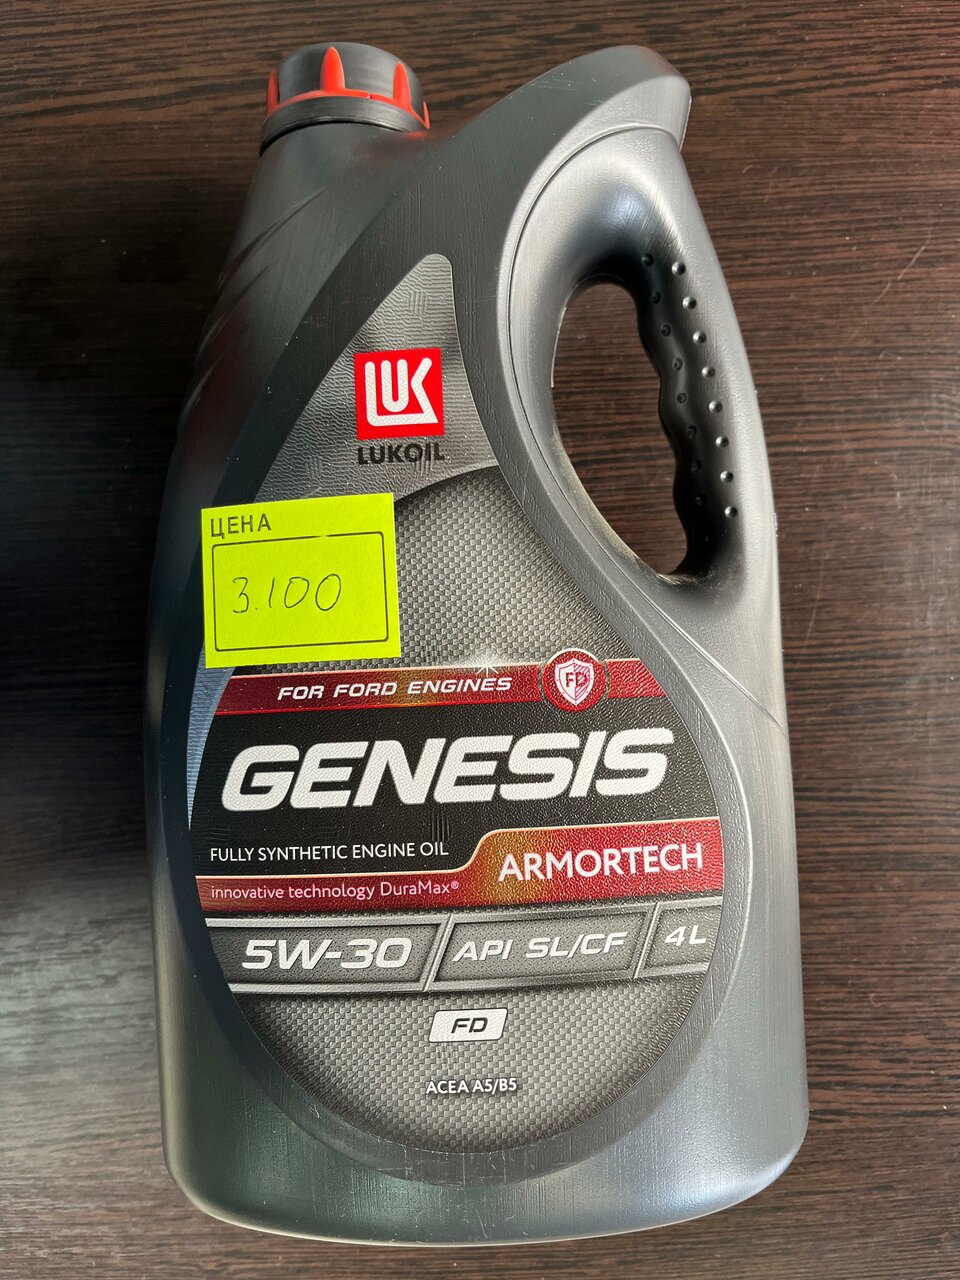 LUK
LUKOIL
ЦЕНА
3.100
FOR FORD ENGINES
FD
GENESIS
FULLY SYNTHETIC ENGINE OIL
ARMORTECH
innovative technology DuraMax®
5W-30
API SL/CF
4L
FD
ACEA A5/B5